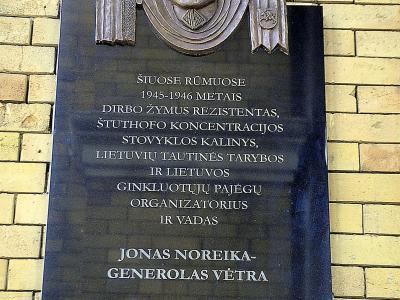 ŠIUOSE RŪMUOSE
1945-1946 METAIS
DIRBO ŽYMUS REZISTENTAS,
ŠTUTHOFO KONCENTRACIJOS
STOVYKLOS KALINYS,
LIETUVIŲ TAUTINĖS TARYBOS
IR LIETUVOS
GINKLUOTŲJŲ PAJĖGŲ
ORGANIZATORIUS
IR VADAS
JONAS NOREIKA-
GENEROLAS VĖTRA